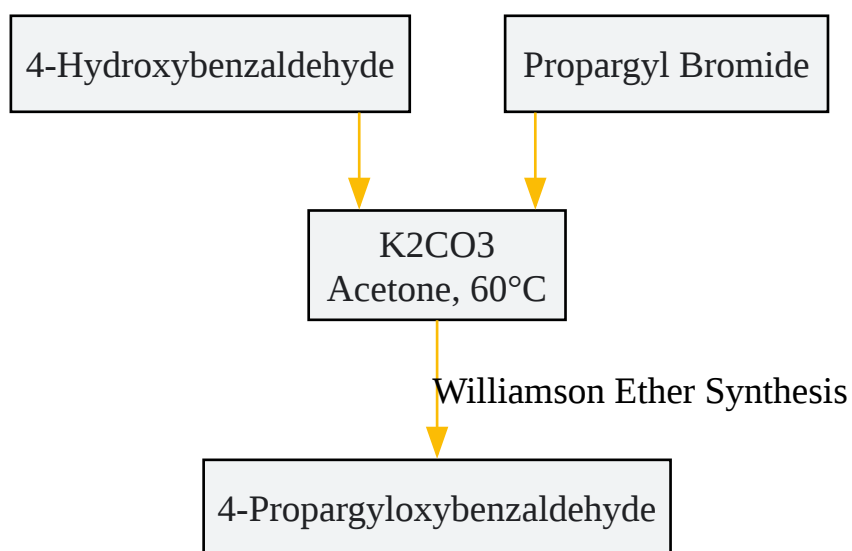 4-Hydroxybenzaldehyde
Propargyl Bromide
K2CO3
Acetone, 60°C
Williamson Ether Synthesis
4-Propargyloxybenzaldehyde